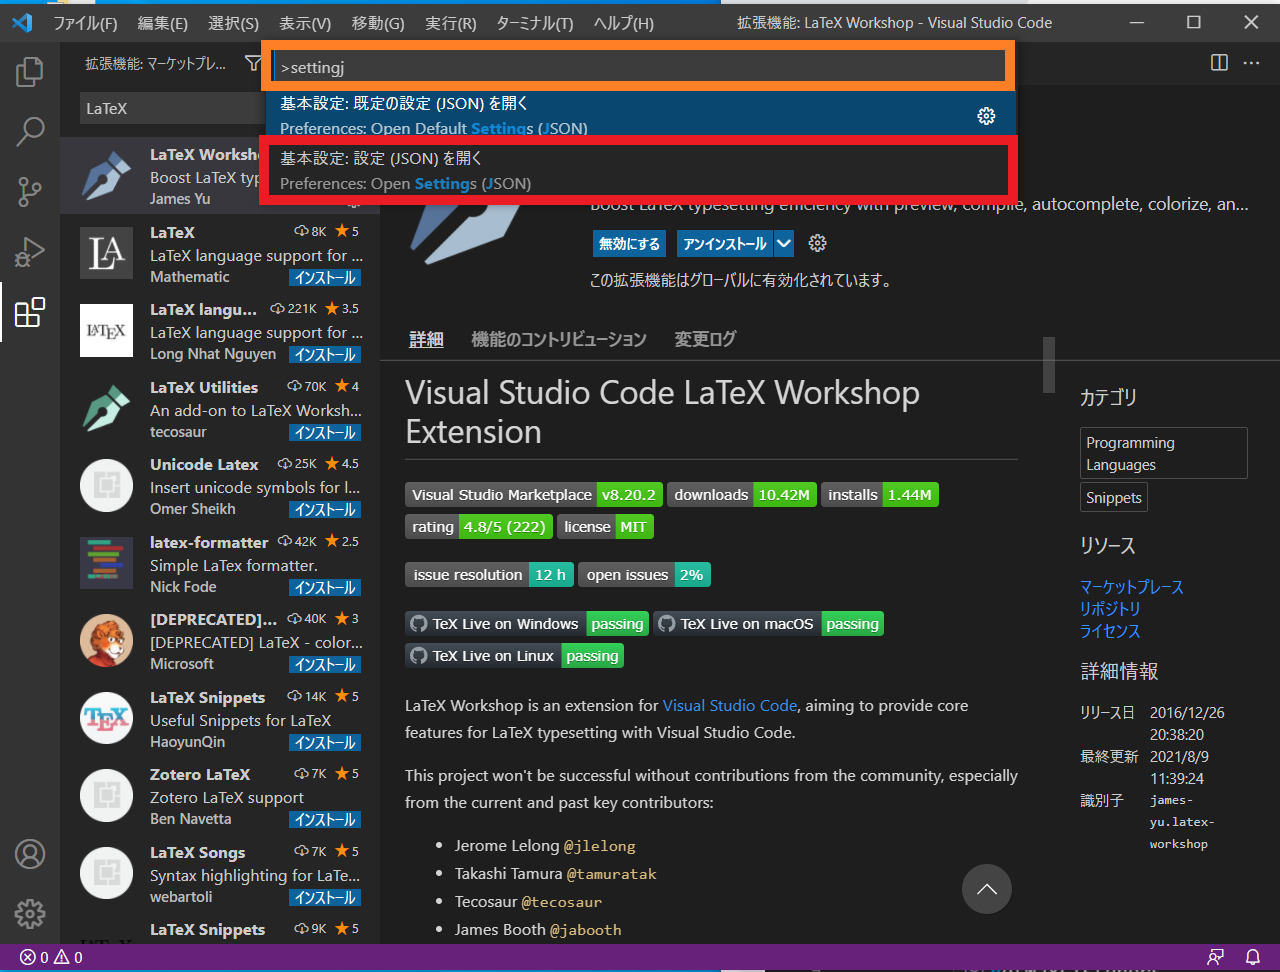 ファイル(F) 編集(E) 選択(S) 表示(V) 移動(G) 実行(R) ターミナル(T) ヘルプ(H) 拡張機能: LaTeX Workshop - Visual Studio Code
拡張機能: マーケットプレ...
>settingj
LaTeX
基本設定: 既定の設定 (JSON) を開く
Preferences: Open Default Settings (JSON)
基本設定: 設定 (JSON) を開く
Preferences: Open Settings (JSON)
LaTeX Worksh
Boost LaTeX typ
James Yu
LaTeX 8K 5
LaTeX language support for ...
Mathematic インストール
LaTeX langu... 221K 3.5
LaTeX language support for ...
Long Nhat Nguyen インストール
LaTeX Utilities 70K 4
An add-on to LaTeX Worksh...
tecosaur インストール
Unicode Latex 25K 4.5
Insert unicode symbols for l...
Omer Sheikh インストール
latex-formatter 42K 2.5
Simple LaTex formatter.
Nick Fode インストール
[DEPRECATED]... 40K 3
[DEPRECATED] LaTeX - color...
Microsoft インストール
LaTeX Snippets 14K 5
Useful Snippets for LaTeX
HaoyunQin インストール
Zotero LaTeX 7K 5
Zotero LaTeX support
Ben Navetta インストール
LaTeX Songs 7K 5
Syntax highlighting for LaTe...
webartoli インストール
LaTeX Snippets 9K 5
LA
LATEX
TEX
Boost LaTeX typesetting efficiency with preview, compile, autocomplete, colorize, an...
無効にする アンインストール
この拡張機能はグローバルに有効化されています。
詳細 機能のコントリビューション 変更ログ
Visual Studio Code LaTeX Workshop
Extension
Visual Studio Marketplace v8.20.2 downloads 10.42M installs 1.44M
rating 4.8/5 (222) license MIT
issue resolution 12 h open issues 2%
TeX Live on Windows passing TeX Live on macOS passing
TeX Live on Linux passing
LaTeX Workshop is an extension for Visual Studio Code, aiming to provide core
features for LaTeX typesetting with Visual Studio Code.
This project won't be successful without contributions from the community, especially
from the current and past key contributors:
• Jerome Lelong @jlelong
• Takashi Tamura @tamuratak
• Tecosaur @tecosaur
• James Booth @jabooth
カテゴリ
Programming
Languages
Snippets
リソース
マーケットプレース
リポジトリ
ライセンス
詳細情報
リリース日 2016/12/26
20:38:20
最終更新 2021/8/9
11:39:24
識別子 james-
yu.latex-
workshop
0 0